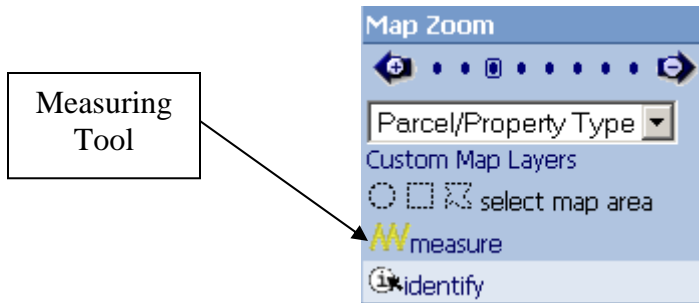 Map Zoom
Measuring
Tool
Parcel/Property Type
Custom Map Layers
select map area
measure
identify